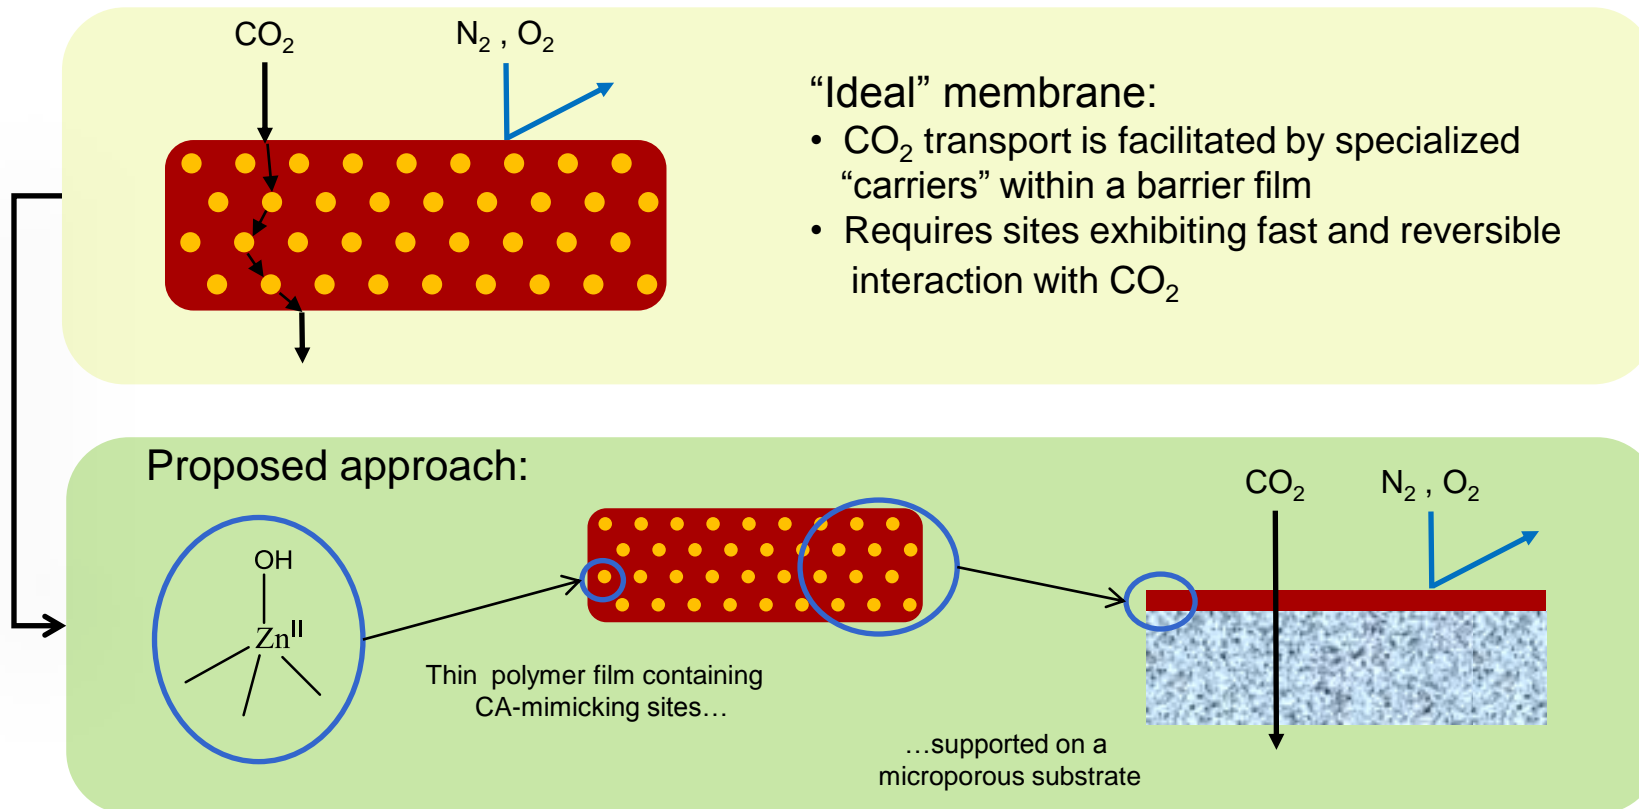 CO₂
N₂ , O₂
“Ideal” membrane:
• CO₂ transport is facilitated by specialized
“carriers” within a barrier film
• Requires sites exhibiting fast and reversible
interaction with CO₂
Proposed approach:
OH
Znᴵᴵ
Thin polymer film containing
CA-mimicking sites…
CO₂
N₂ , O₂
…supported on a
microporous substrate